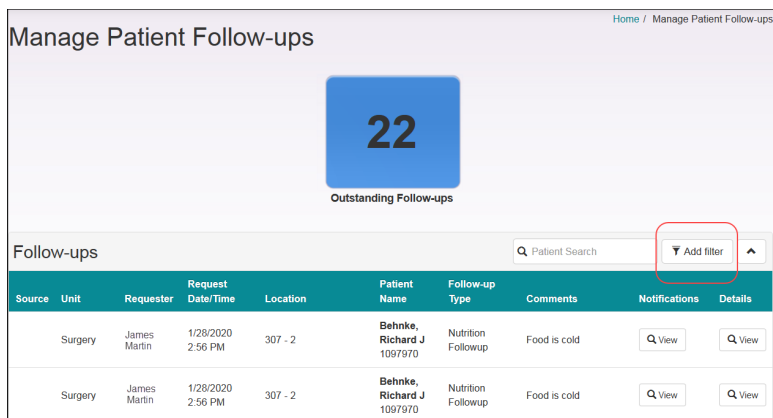 Home / Manage Patient Follow-ups
Manage Patient Follow-ups
22
Outstanding Follow-ups
Follow-ups
Patient Search
Add filter
Source Unit Requester Request Date/Time Location Patient Name Follow-up Type Comments Notifications Details
Surgery James Martin 1/28/2020 2:56 PM 307 - 2 Behnke, Richard J 1097970 Nutrition Followup Food is cold View View
Surgery James Martin 1/28/2020 2:56 PM 307 - 2 Behnke, Richard J 1097970 Nutrition Followup Food is cold View View